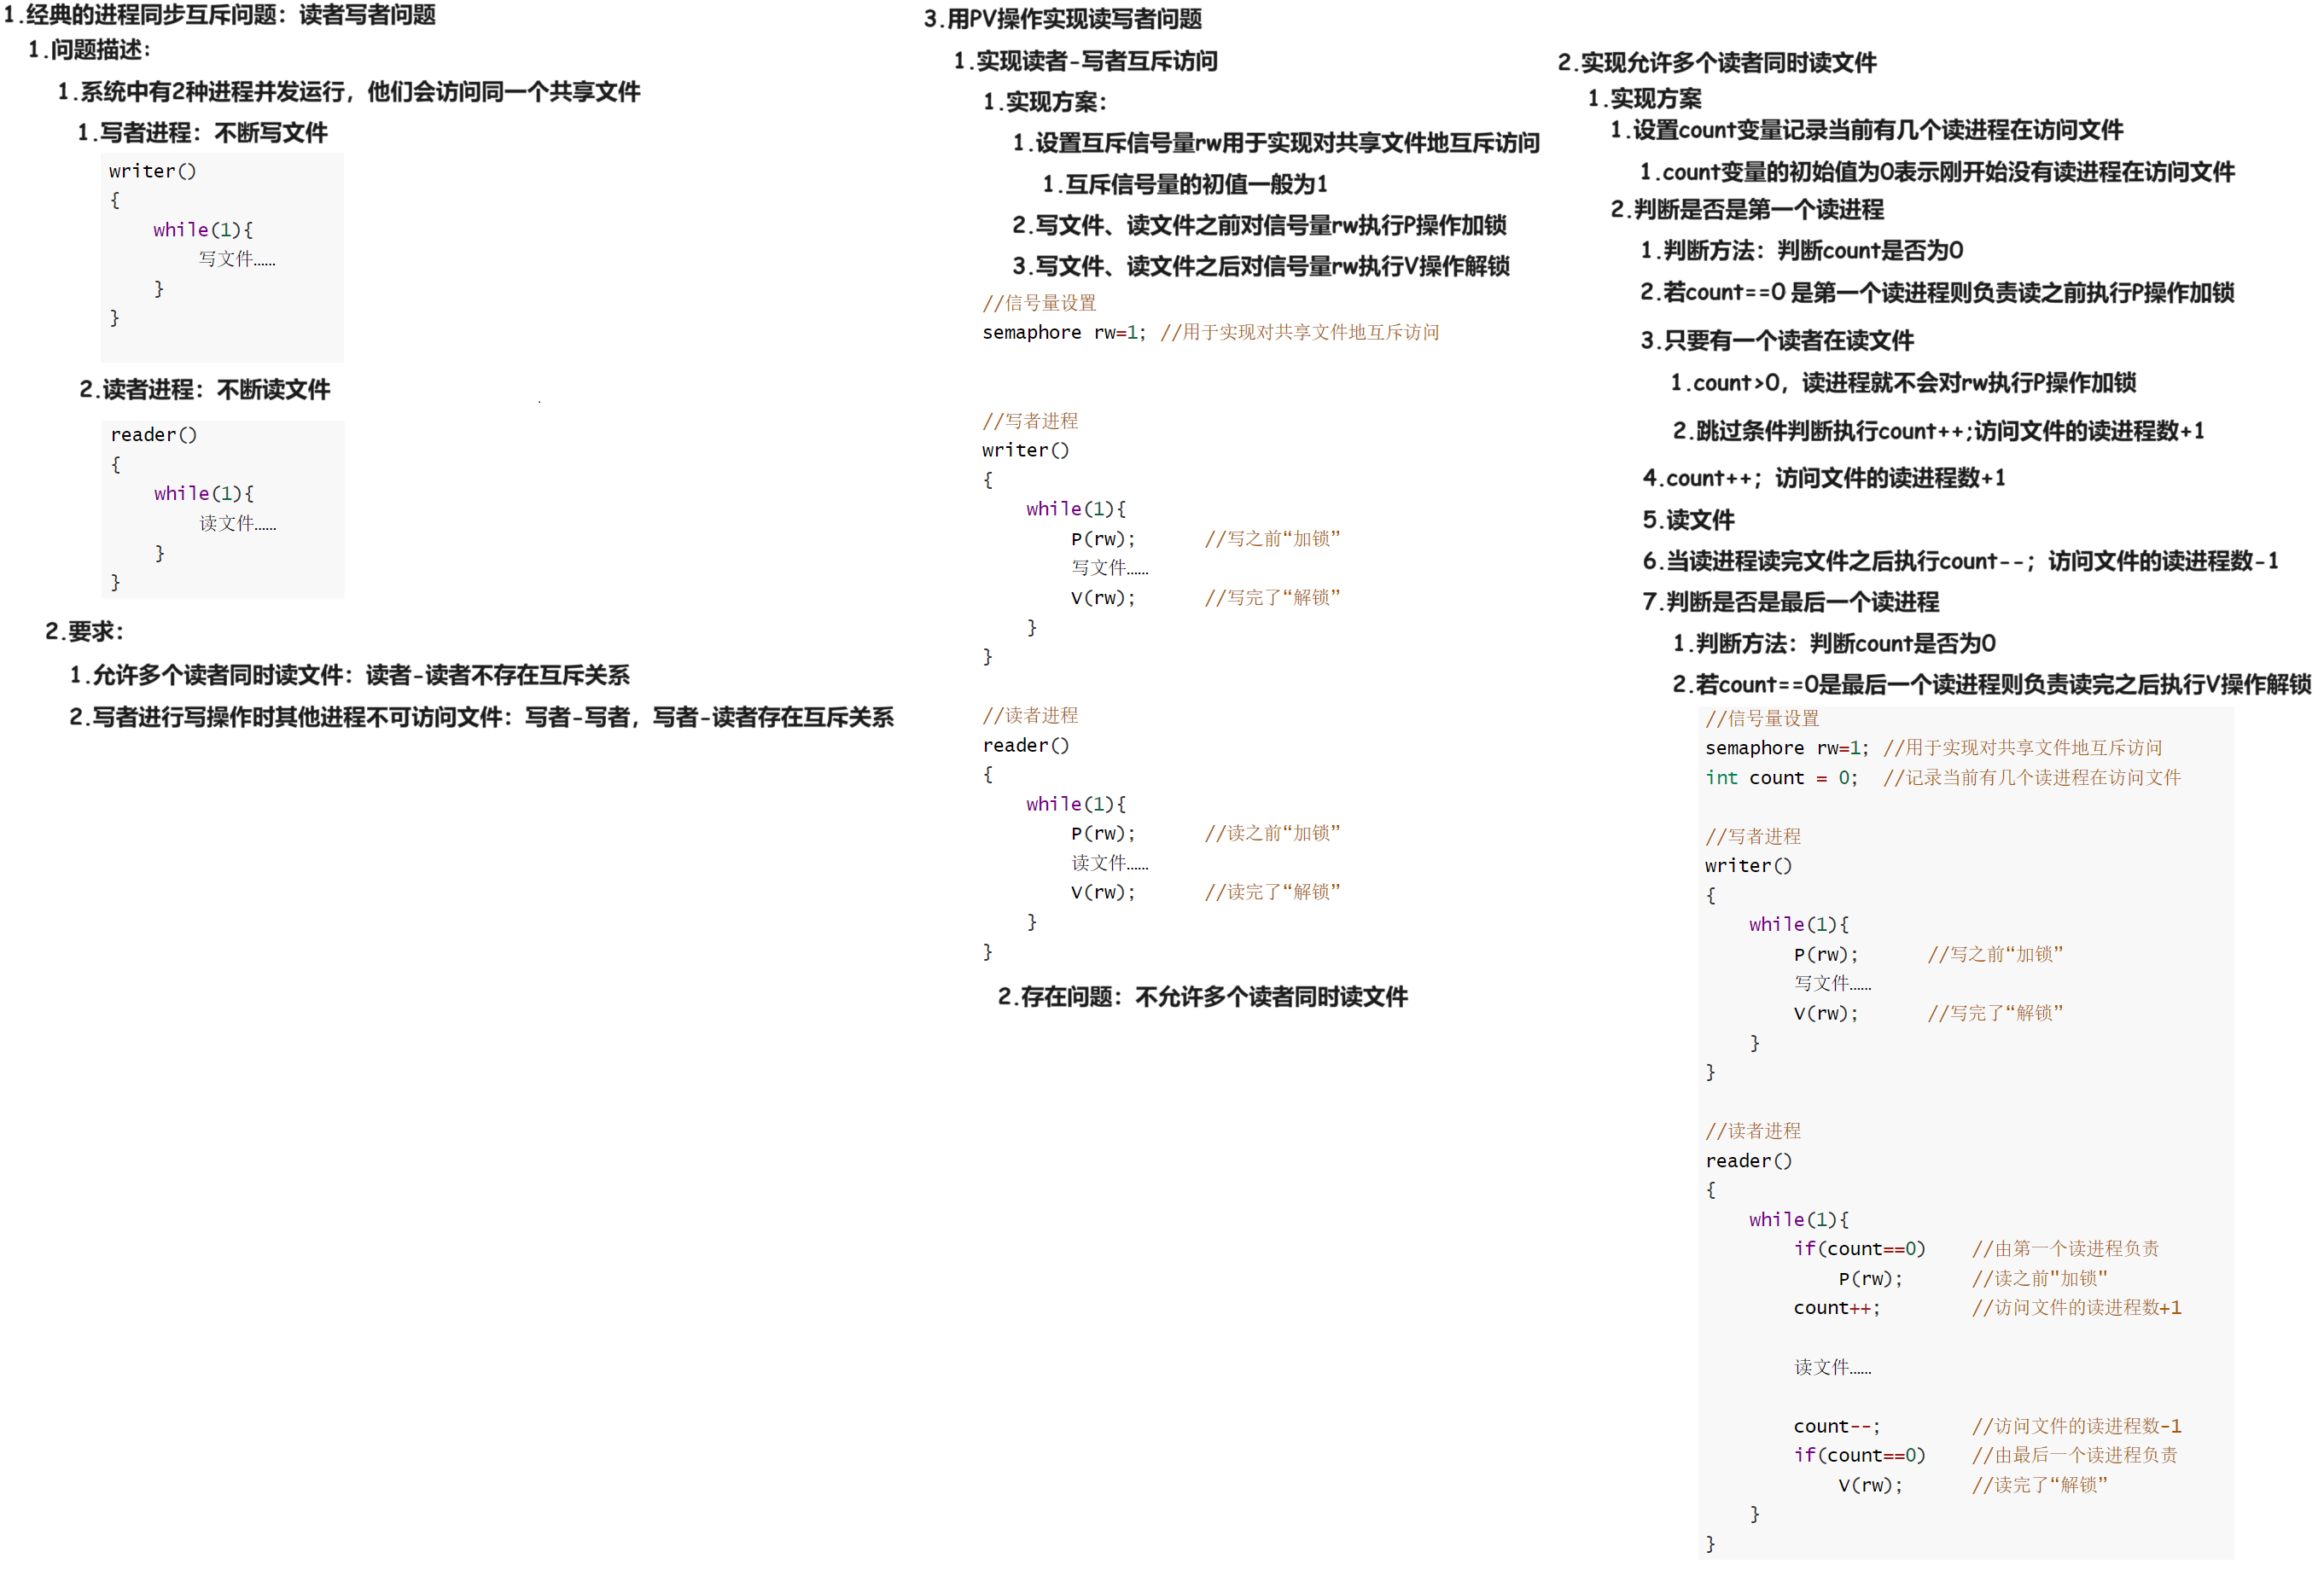 1.经典的进程同步互斥问题：读者写者问题
1.问题描述：
1.系统中有2种进程并发运行，他们会访问同一个共享文件
1.写者进程：不断写文件
writer()
{
    while(1){
        写文件……
    }
}
2.读者进程：不断读文件
reader()
{
    while(1){
        读文件……
    }
}
2.要求：
1.允许多个读者同时读文件：读者-读者不存在互斥关系
2.写者进行写操作时其他进程不可访问文件：写者-写者，写者-读者存在互斥关系
3.用PV操作实现读写者问题
1.实现读者-写者互斥访问
1.实现方案：
1.设置互斥信号量rw用于实现对共享文件地互斥访问
1.互斥信号量的初值一般为1
2.写文件、读文件之前对信号量rw执行P操作加锁
3.写文件、读文件之后对信号量rw执行V操作解锁
//信号量设置
semaphore rw=1; //用于实现对共享文件地互斥访问
//写者进程
writer()
{
    while(1){
        P(rw);      //写之前“加锁”
        写文件……
        V(rw);      //写完了“解锁”
    }
}
//读者进程
reader()
{
    while(1){
        P(rw);      //读之前“加锁”
        读文件……
        V(rw);      //读完了“解锁”
    }
}
2.存在问题：不允许多个读者同时读文件
2.实现允许多个读者同时读文件
1.实现方案
1.设置count变量记录当前有几个读进程在访问文件
1.count变量的初始值为0表示刚开始没有读进程在访问文件
2.判断是否是第一个读进程
1.判断方法：判断count是否为0
2.若count==0 是第一个读进程则负责读之前执行P操作加锁
3.只要有一个读者在读文件
1.count>0，读进程就不会对rw执行P操作加锁
2.跳过条件判断执行count++;访问文件的读进程数+1
4.count++；访问文件的读进程数+1
5.读文件
6.当读进程读完文件之后执行count--；访问文件的读进程数-1
7.判断是否是最后一个读进程
1.判断方法：判断count是否为0
2.若count==0是最后一个读进程则负责读完之后执行V操作解锁
//信号量设置
semaphore rw=1; //用于实现对共享文件地互斥访问
int count = 0;  //记录当前有几个读进程在访问文件
//写者进程
writer()
{
    while(1){
        P(rw);      //写之前“加锁”
        写文件……
        V(rw);      //写完了“解锁”
    }
}
//读者进程
reader()
{
    while(1){
        if(count==0)    //由第一个读进程负责
            P(rw);      //读之前"加锁"
        count++;        //访问文件的读进程数+1
        读文件……
        count--;        //访问文件的读进程数-1
        if(count==0)    //由最后一个读进程负责
            V(rw);      //读完了“解锁”
    }
}